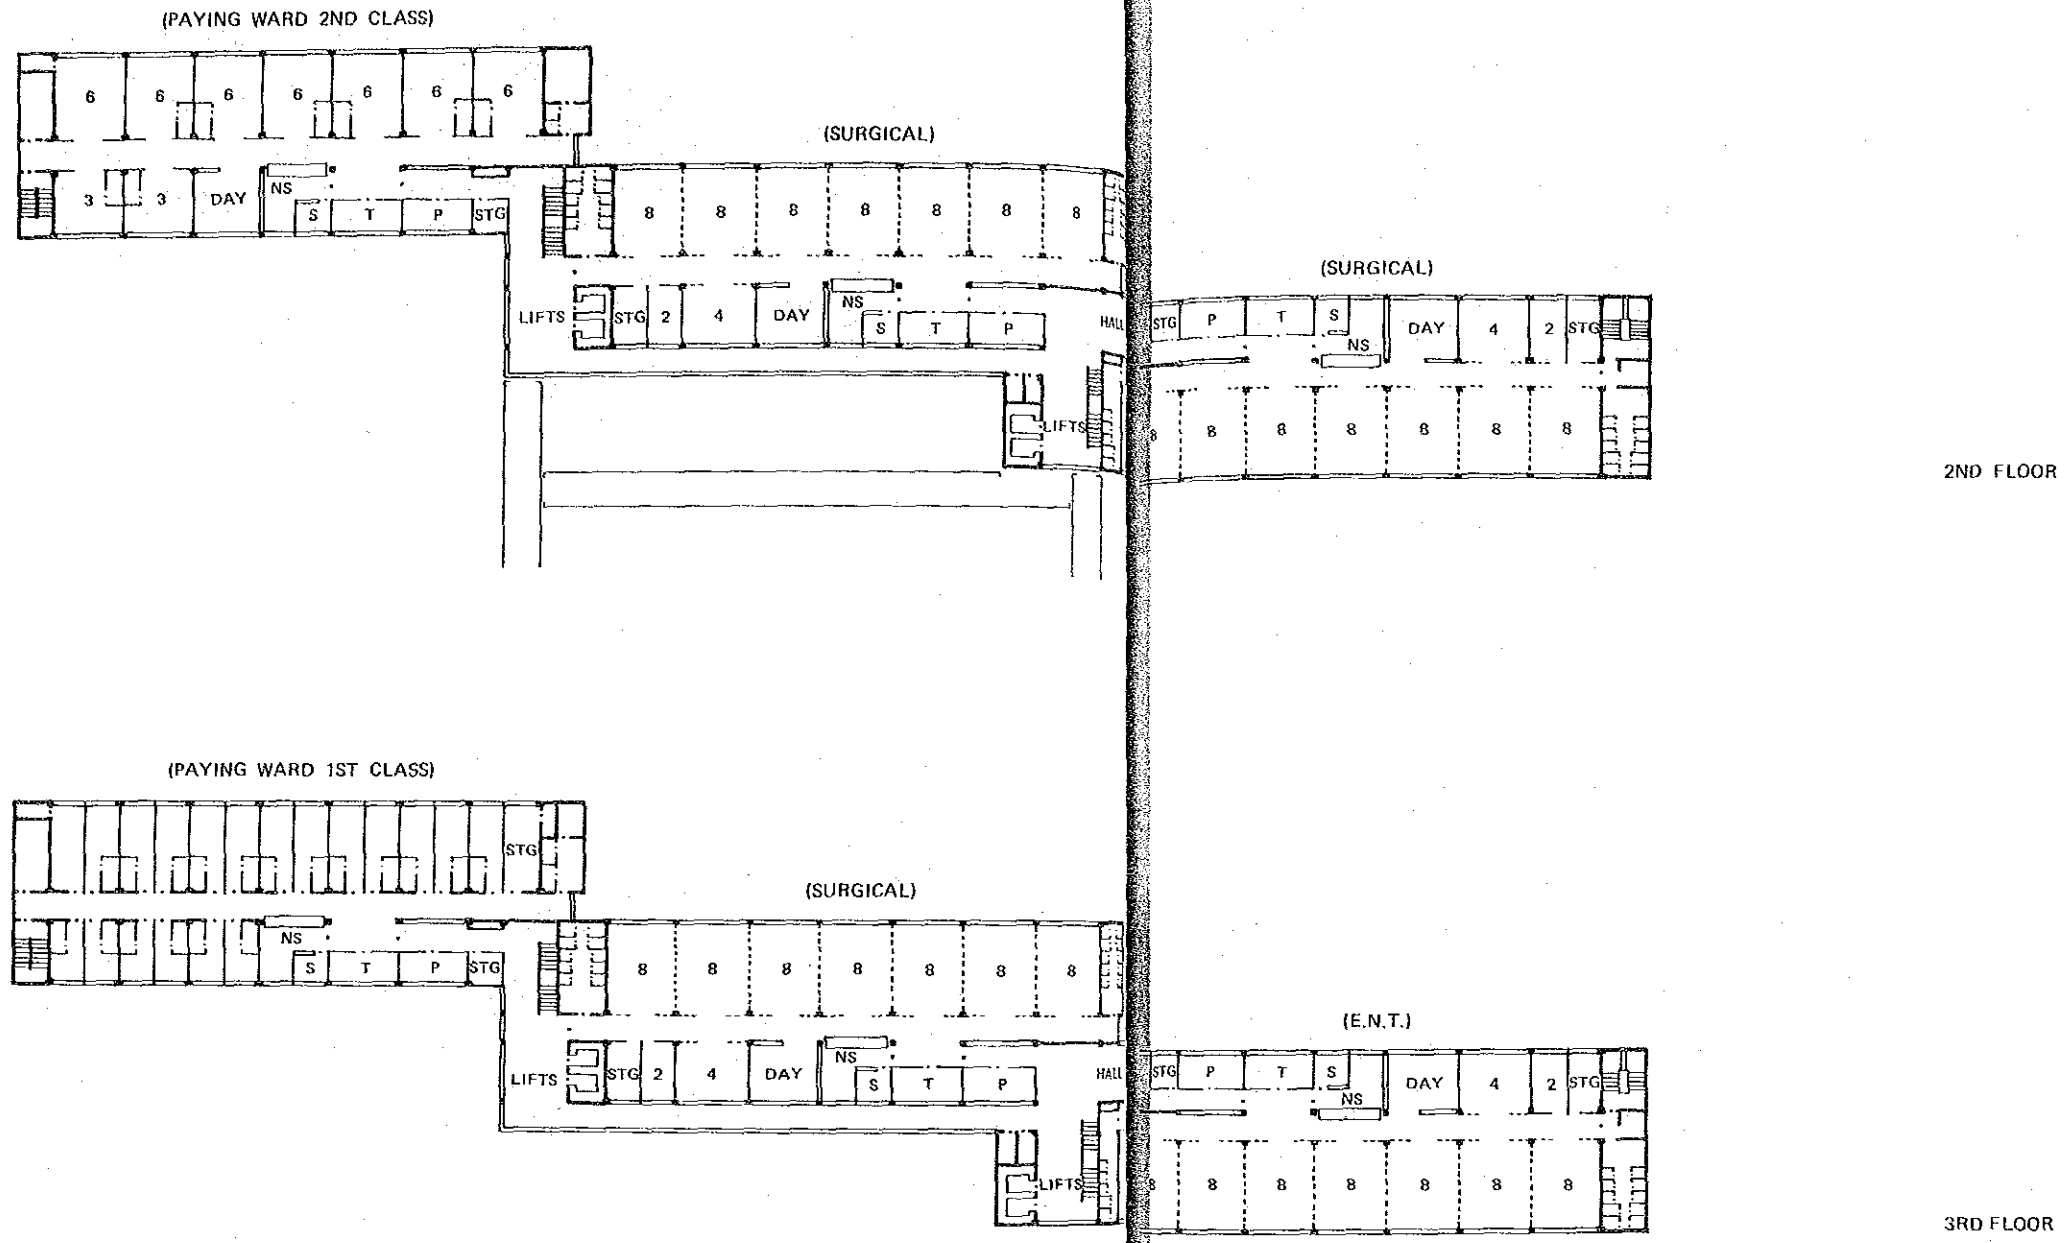 (PAYING WARD 2ND CLASS)
6 6 6 6 6 6 6
3 3 DAY NS S T P STG
(SURGICAL)
8 8 8 8 8 8 8
LIFTS STG 2 4 DAY NS S T P HALL
LIFTS
(SURGICAL)
STG P T S NS DAY 4 2 STG
8 8 8 8 8 8 8
2ND FLOOR
(PAYING WARD 1ST CLASS)
STG
NS S T P STG
(SURGICAL)
8 8 8 8 8 8 8
LIFTS STG 2 4 DAY NS S T P HALL
LIFTS
(E.N.T.)
STG P T S NS DAY 4 2 STG
8 8 8 8 8 8 8
3RD FLOOR